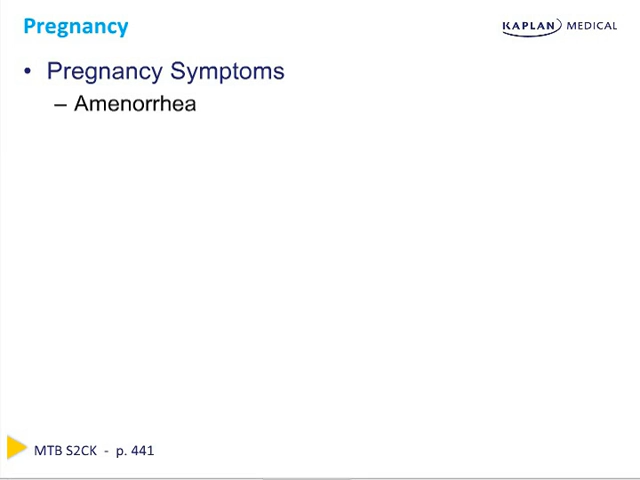 Pregnancy
KAPLAN MEDICAL
• Pregnancy Symptoms
– Amenorrhea
MTB S2CK - p. 441